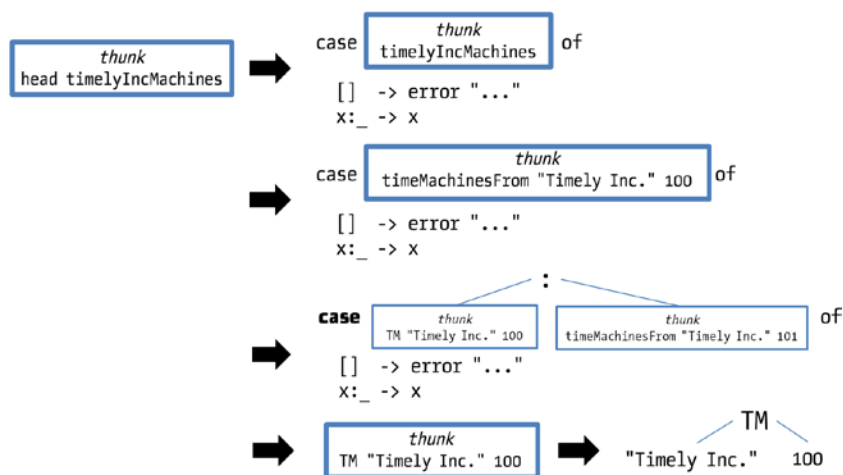 thunk
head timelyIncMachines
case
thunk
timelyIncMachines
of
[] -> error "..."
x:_ -> x
case
thunk
timeMachinesFrom "Timely Inc." 100
of
[] -> error "..."
x:_ -> x
:
case
thunk
TM "Timely Inc." 100
thunk
timeMachinesFrom "Timely Inc." 101
of
[] -> error "..."
x:_ -> x
thunk
TM "Timely Inc." 100
TM
"Timely Inc." 100